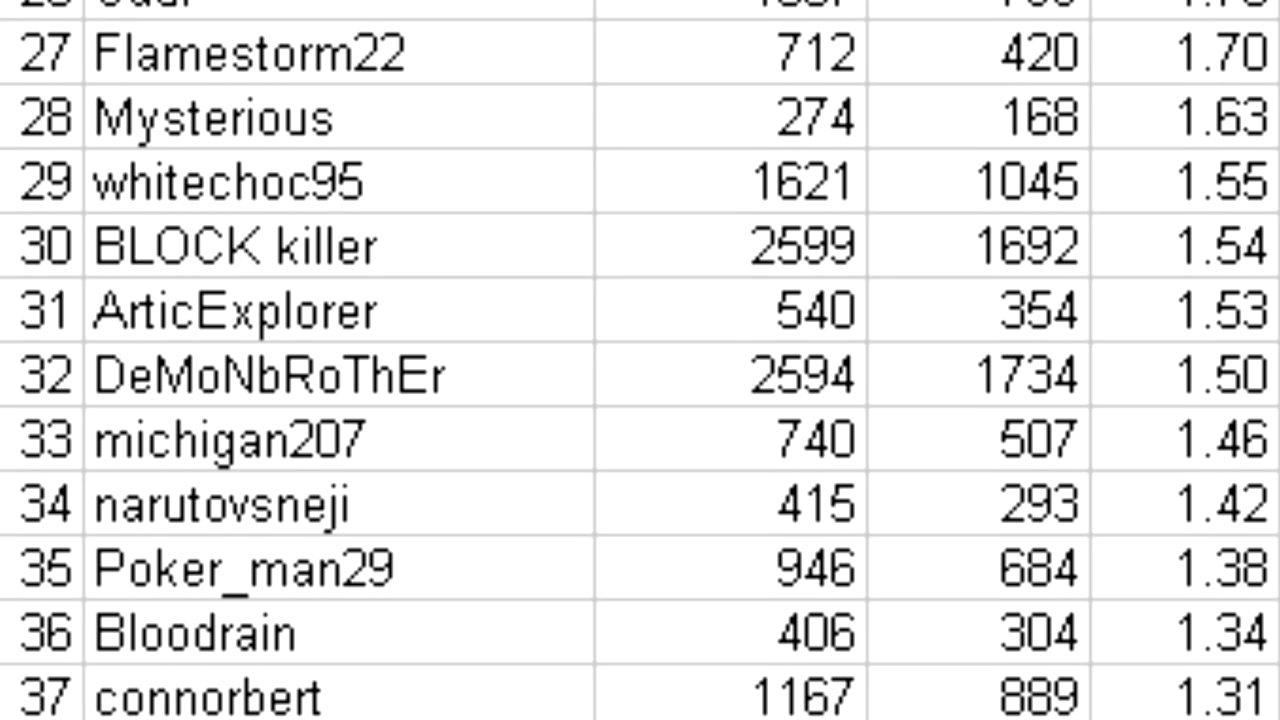 27 Flamestorm22 712 420 1.70
28 Mysterious 274 168 1.63
29 whitechoc95 1621 1045 1.55
30 BLOCK killer 2599 1692 1.54
31 ArticExplorer 540 354 1.53
32 DeMoNbRoThEr 2594 1734 1.50
33 michigan207 740 507 1.46
34 narutovsneji 415 293 1.42
35 Poker_man29 946 684 1.38
36 Bloodrain 406 304 1.34
37 connorbert 1167 889 1.31